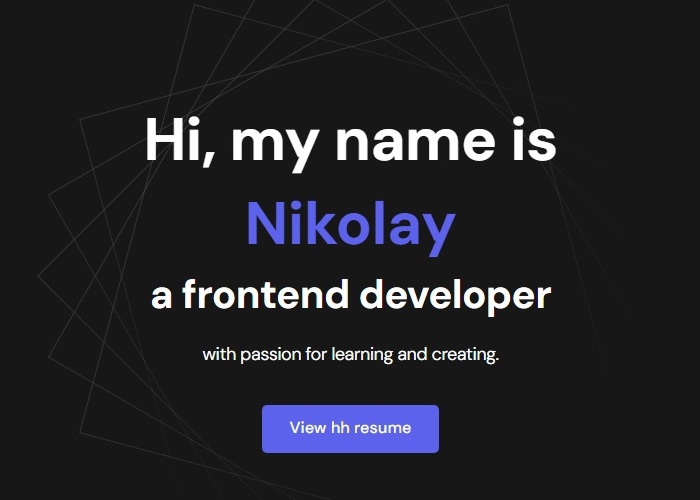 Hi, my name is
Nikolay
a frontend developer
with passion for learning and creating.
View hh resume